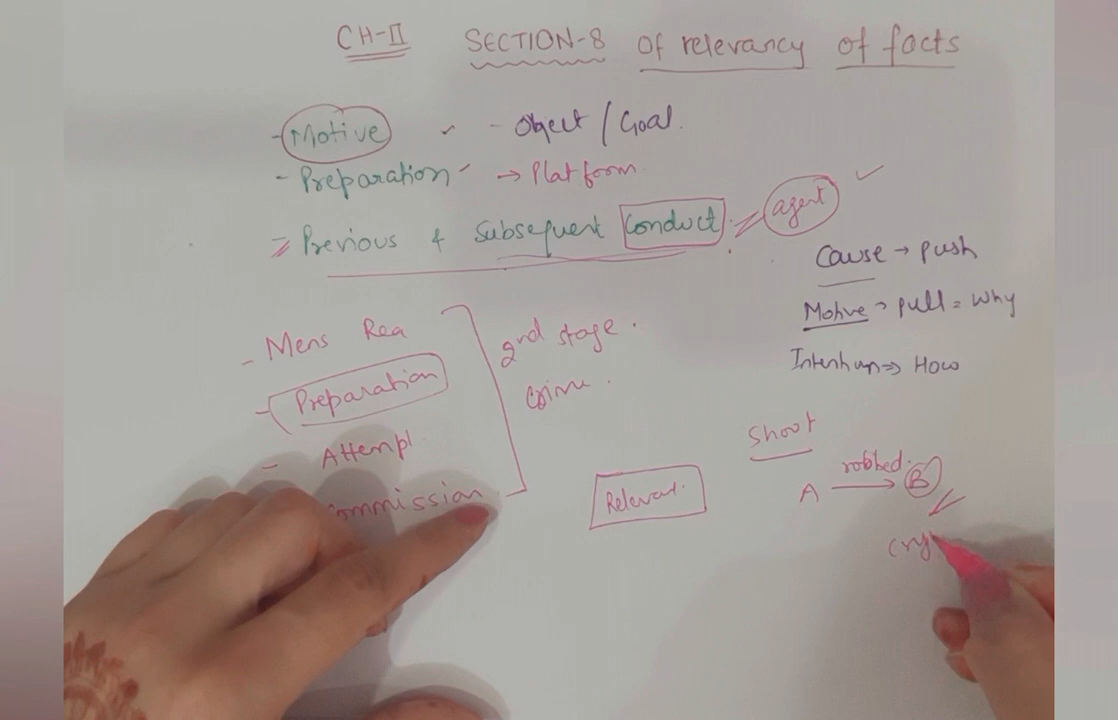 CH-II SECTION-8 of relevancy of facts
- Motive ✓ - Object / Goal.
- Preparation → Platform
Previous & Subsequent Conduct. agent ✓
Cause → push
Motive → pull = Why
Intention ⇒ How
- Mens Rea
- Preparation
- Attempt
ommission
2nd stage.
Crime.
Relevant.
Shoot
A robbed. → B
Cry